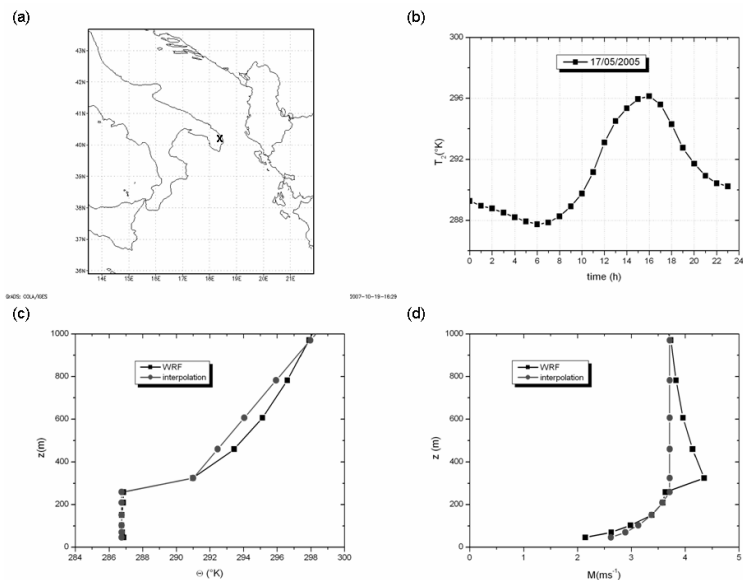 (a)
43N
42N
41N
40N
39N
38N
37N
36N
14E 15E 16E 17E 18E 19E 20E 21E
X
GrADS: COLA/IGES
2007-10-19-16:29
(b)
300
296
292
288
T2(°K)
17/05/2005
0 2 4 6 8 10 12 14 16 18 20 22 24
time (h)
(c)
1000
800
600
400
200
0
z(m)
WRF
interpolation
284 286 288 290 292 294 296 298 300
Θ (°K)
(d)
1000
800
600
400
200
0
z (m)
WRF
interpolation
0 1 2 3 4 5
M(ms-1)